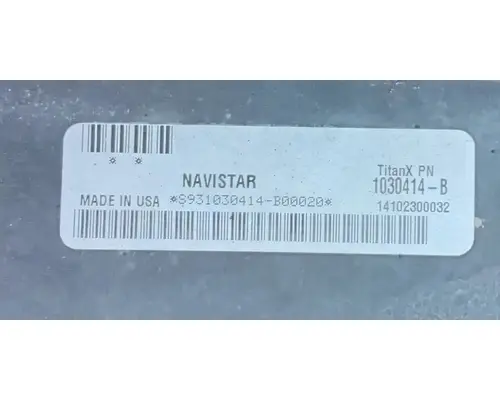 * *
NAVISTAR
TitanX PN
1030414-B
MADE IN USA *S931030414-B00020*
14102300032